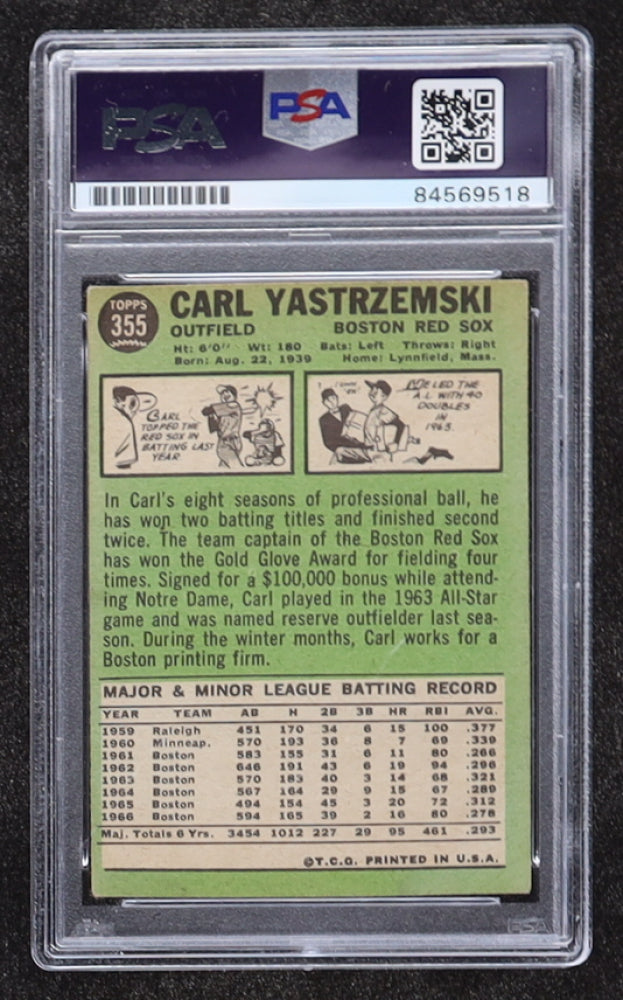 PSA
PSA
84569518
TOPPS
355
CARL YASTRZEMSKI
OUTFIELD BOSTON RED SOX
Ht: 6'0" Wt: 180 Bats: Left Throws: Right
Born: Aug. 22, 1939 Home: Lynnfield, Mass.
CARL
TOPPED THE
RED SOX IN
BATTING LAST
YEAR
HE LED THE
A.L. WITH 40
DOUBLES
IN
1963.
In Carl's eight seasons of professional ball, he
has won two batting titles and finished second
twice. The team captain of the Boston Red Sox
has won the Gold Glove Award for fielding four
times. Signed for a $100,000 bonus while attend-
ing Notre Dame, Carl played in the 1963 All-Star
game and was named reserve outfielder last sea-
son. During the winter months, Carl works for a
Boston printing firm.
MAJOR & MINOR LEAGUE BATTING RECORD
YEAR TEAM AB H 2B 3B HR RBI AVG.
1959 Raleigh 451 170 34 6 15 100 .377
1960 Minneap. 570 193 36 8 7 69 .339
1961 Boston 583 155 31 6 11 80 .266
1962 Boston 646 191 43 6 19 94 .296
1963 Boston 570 183 40 3 14 68 .321
1964 Boston 567 164 29 9 15 67 .289
1965 Boston 494 154 45 3 20 72 .312
1966 Boston 594 165 39 2 16 80 .278
Maj. Totals 6 Yrs. 3454 1012 227 29 95 461 .293
©T.C.G. PRINTED IN U.S.A.
PSA